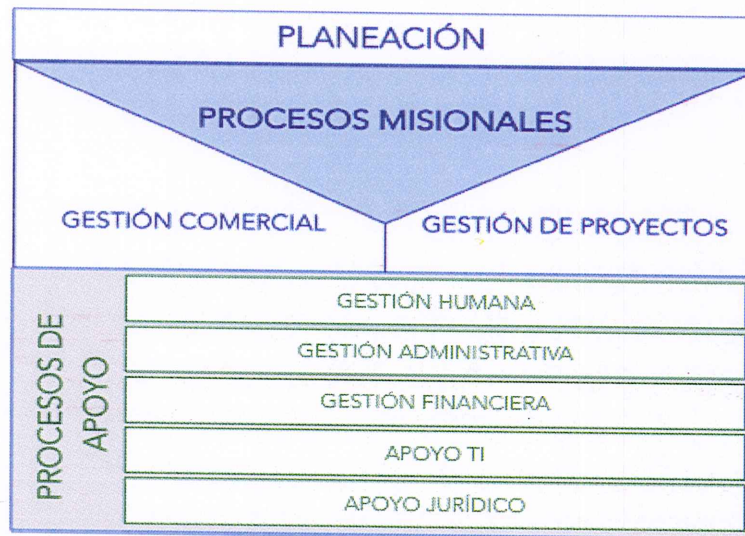 PLANEACIÓN
PROCESOS MISIONALES
GESTIÓN COMERCIAL
GESTIÓN DE PROYECTOS
PROCESOS DE
APOYO
GESTIÓN HUMANA
GESTIÓN ADMINISTRATIVA
GESTIÓN FINANCIERA
APOYO TI
APOYO JURÍDICO